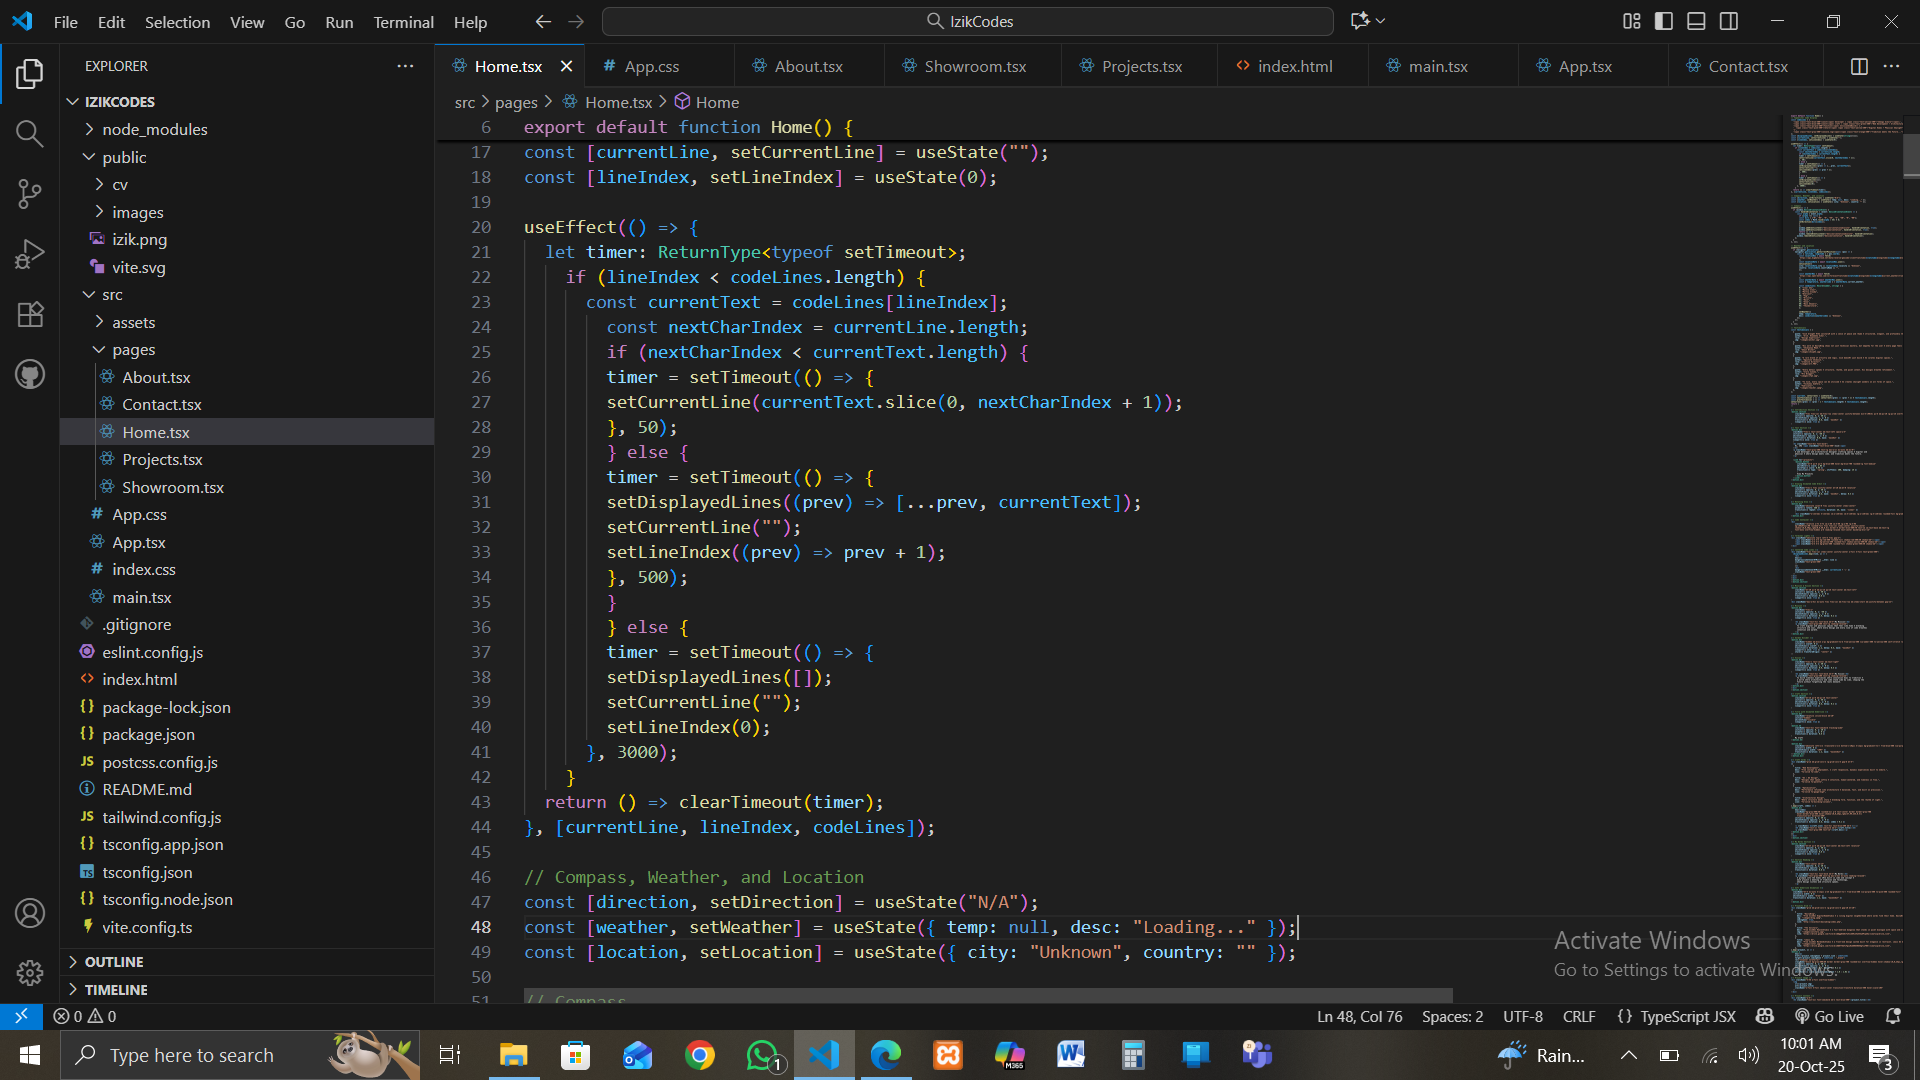 File Edit Selection View Go Run Terminal Help
IzikCodes
EXPLORER
IZIKCODES
node_modules
public
cv
images
izik.png
vite.svg
src
assets
pages
About.tsx
Contact.tsx
Home.tsx
Projects.tsx
Showroom.tsx
App.css
App.tsx
index.css
main.tsx
.gitignore
eslint.config.js
index.html
package-lock.json
package.json
postcss.config.js
README.md
tailwind.config.js
tsconfig.app.json
tsconfig.json
tsconfig.node.json
vite.config.ts
OUTLINE
TIMELINE
Home.tsx App.css About.tsx Showroom.tsx Projects.tsx index.html main.tsx App.tsx Contact.tsx
src > pages > Home.tsx > Home
6 export default function Home() {
17 const [currentLine, setCurrentLine] = useState("");
18 const [lineIndex, setLineIndex] = useState(0);
19
20 useEffect(() => {
21 let timer: ReturnType<typeof setTimeout>;
22 if (lineIndex < codeLines.length) {
23 const currentText = codeLines[lineIndex];
24 const nextCharIndex = currentLine.length;
25 if (nextCharIndex < currentText.length) {
26 timer = setTimeout(() => {
27 setCurrentLine(currentText.slice(0, nextCharIndex + 1));
28 }, 50);
29 } else {
30 timer = setTimeout(() => {
31 setDisplayedLines((prev) => [...prev, currentText]);
32 setCurrentLine("");
33 setLineIndex((prev) => prev + 1);
34 }, 500);
35 }
36 } else {
37 timer = setTimeout(() => {
38 setDisplayedLines([]);
39 setCurrentLine("");
40 setLineIndex(0);
41 }, 3000);
42 }
43 return () => clearTimeout(timer);
44 }, [currentLine, lineIndex, codeLines]);
45
46 // Compass, Weather, and Location
47 const [direction, setDirection] = useState("N/A");
48 const [weather, setWeather] = useState({ temp: null, desc: "Loading..." });
49 const [location, setLocation] = useState({ city: "Unknown", country: "" });
50
51 // Compass
Activate Windows
Go to Settings to activate Windows.
0 0
Ln 48, Col 76 Spaces: 2 UTF-8 CRLF {} TypeScript JSX Go Live
Type here to search
1
M365
Rain...
10:01 AM
20-Oct-25
3